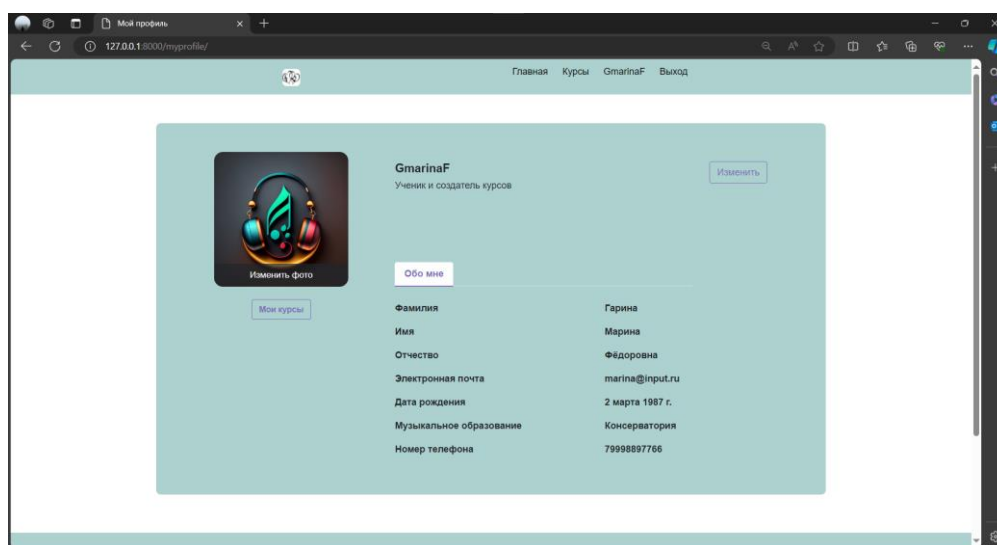 Мой профиль
127.0.0.1:8000/myprofile/
Главная Курсы GmarinaF Выход
GmarinaF
Ученик и создатель курсов
Изменить
Изменить фото
Мои курсы
Обо мне
Фамилия Гарина
Имя Марина
Отчество Фёдоровна
Электронная почта marina@input.ru
Дата рождения 2 марта 1987 г.
Музыкальное образование Консерватория
Номер телефона 79998897766